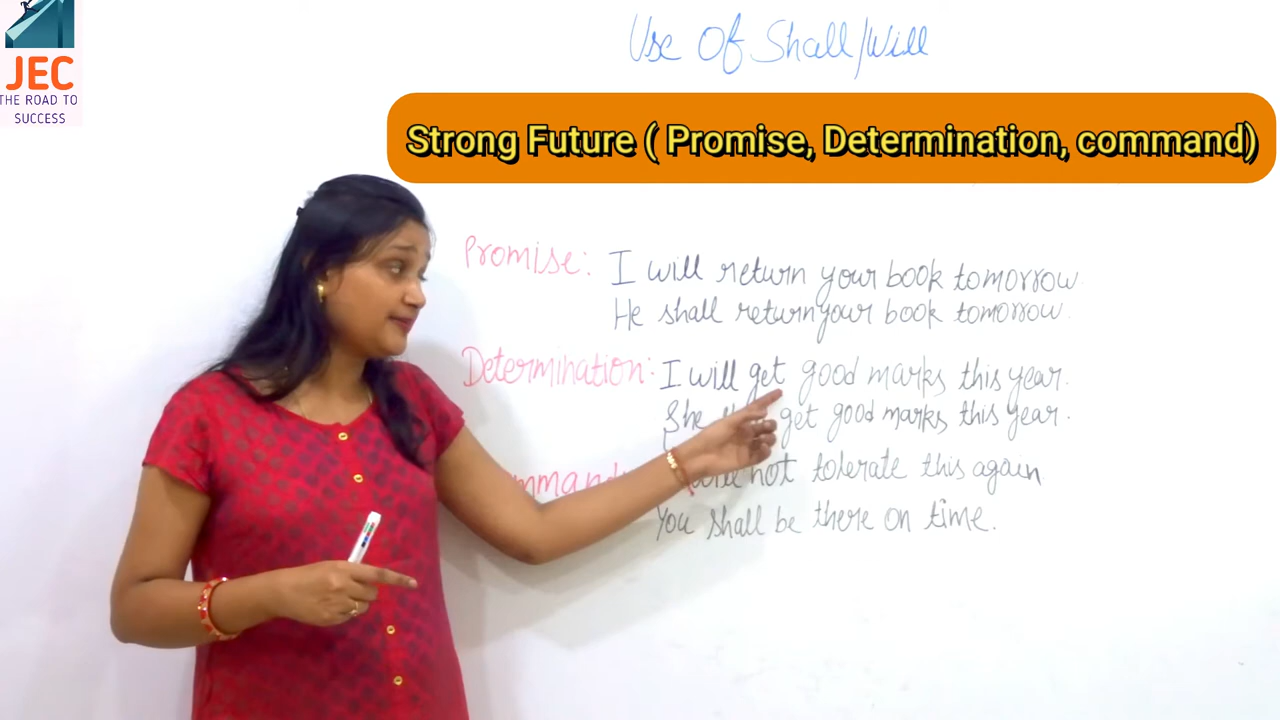 JEC
THE ROAD TO
SUCCESS
Use Of Shall/Will
Strong Future ( Promise, Determination, command)
Promise:
I will return your book tomorrow.
He shall return your book tomorrow.
Determination:
I will get good marks this year.
She get good marks this year.
not tolerate this again
You shall be there on time.